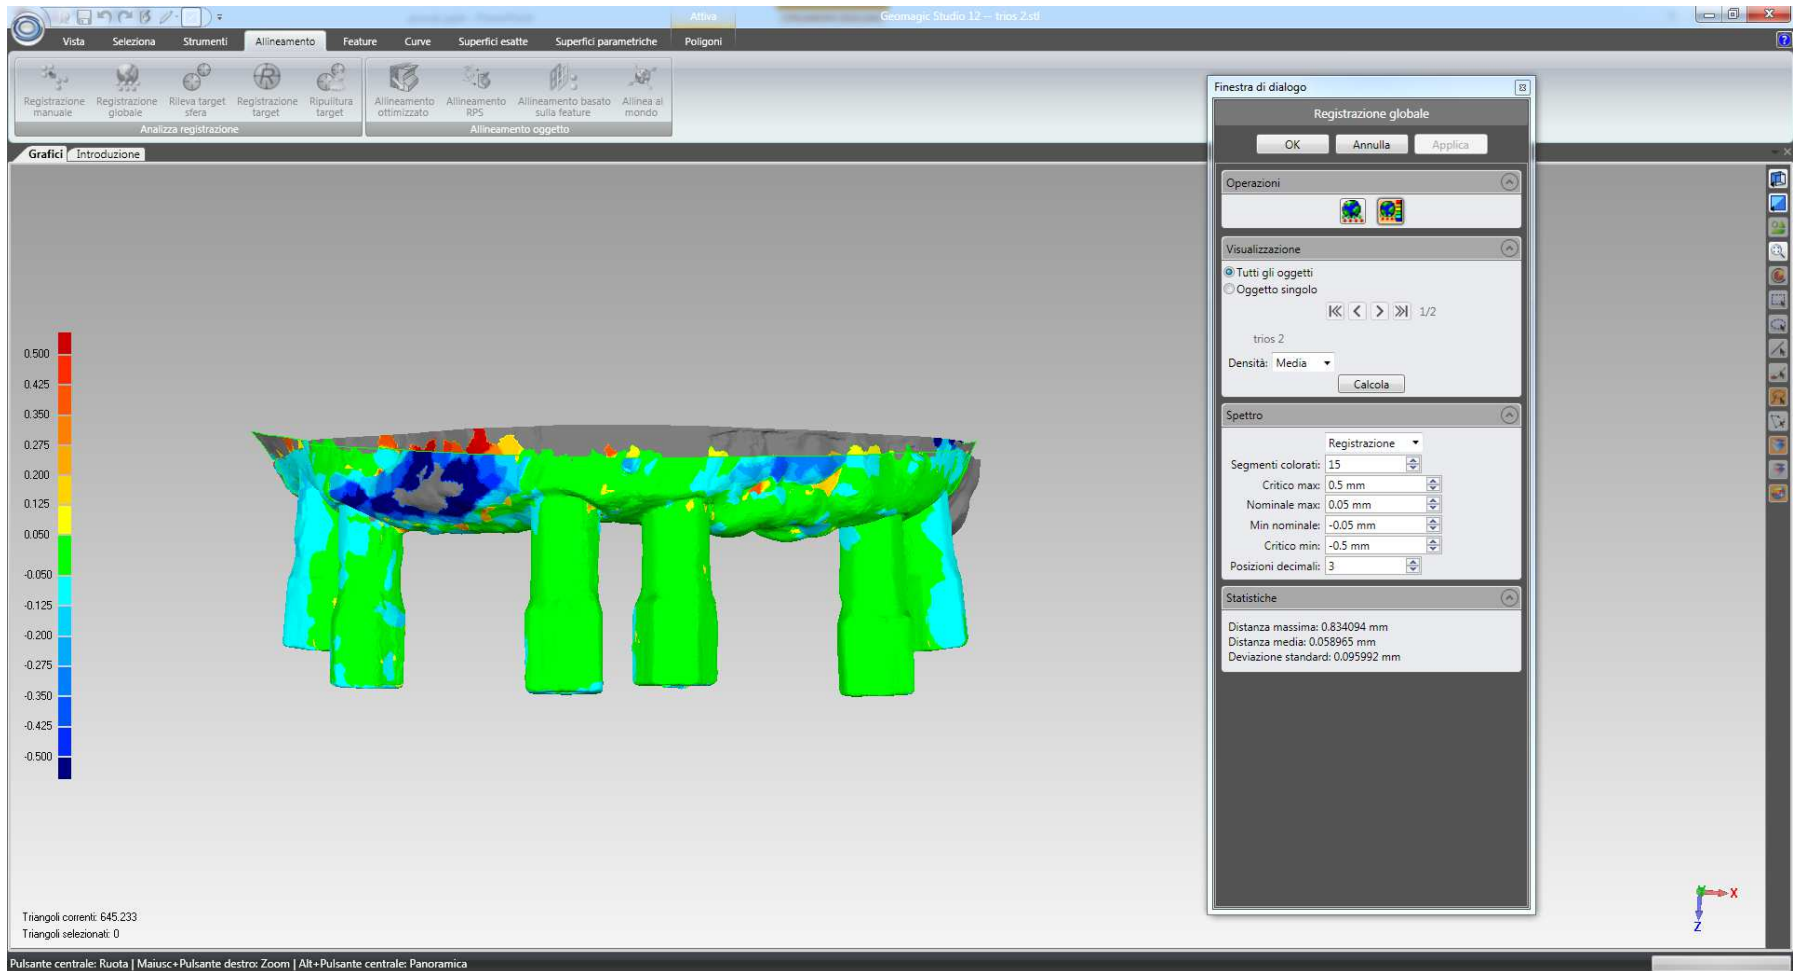 Attiva
Geomagic Studio 12 — trios 2.stl
Vista Seleziona Strumenti Allineamento Feature Curve Superfici esatte Superfici parametriche Poligoni
Registrazione manuale
Registrazione globale
Rileva target sfera
Registrazione target
Ripulitura target
Analizza registrazione
Allineamento ottimizzato
Allineamento RPS
Allineamento basato sulla feature
Allinea al mondo
Allineamento oggetto
Grafici Introduzione
0.500
0.425
0.350
0.275
0.200
0.125
0.050
-0.050
-0.125
-0.200
-0.275
-0.350
-0.425
-0.500
Triangoli correnti: 645.233
Triangoli selezionati: 0
Finestra di dialogo
Registrazione globale
OK Annulla Applica
Operazioni
Visualizzazione
Tutti gli oggetti
Oggetto singolo
1/2
trios 2
Densità: Media
Calcola
Spettro
Registrazione
Segmenti colorati: 15
Critico max: 0.5 mm
Nominale max: 0.05 mm
Min nominale: -0.05 mm
Critico min: -0.5 mm
Posizioni decimali: 3
Statistiche
Distanza massima: 0.834094 mm
Distanza media: 0.058965 mm
Deviazione standard: 0.095992 mm
X
Z
Pulsante centrale: Ruota | Maiusc+Pulsante destro: Zoom | Alt+Pulsante centrale: Panoramica